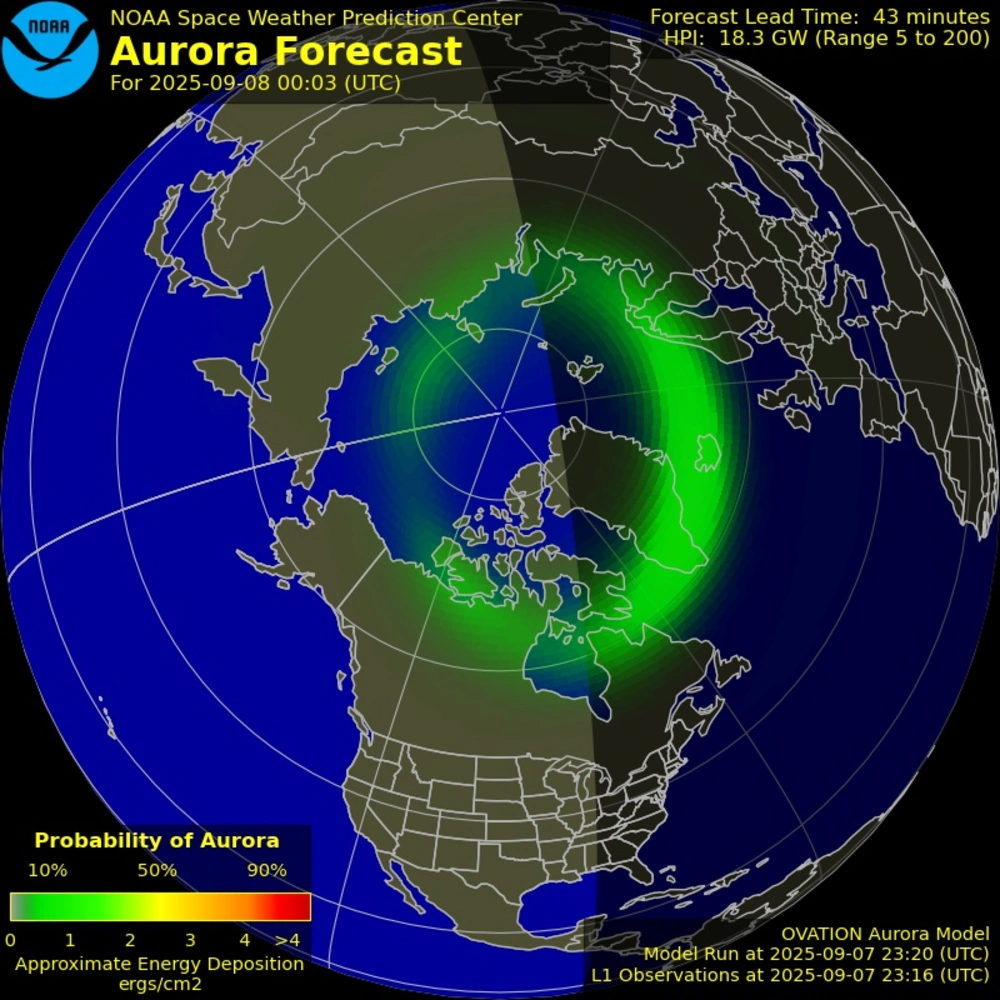 NOAA
NOAA Space Weather Prediction Center
Aurora Forecast
For 2025-09-08 00:03 (UTC)
Forecast Lead Time: 43 minutes
HPI: 18.3 GW (Range 5 to 200)
Probability of Aurora
10% 50% 90%
0 1 2 3 4 >4
Approximate Energy Deposition
ergs/cm2
OVATION Aurora Model
Model Run at 2025-09-07 23:20 (UTC)
L1 Observations at 2025-09-07 23:16 (UTC)